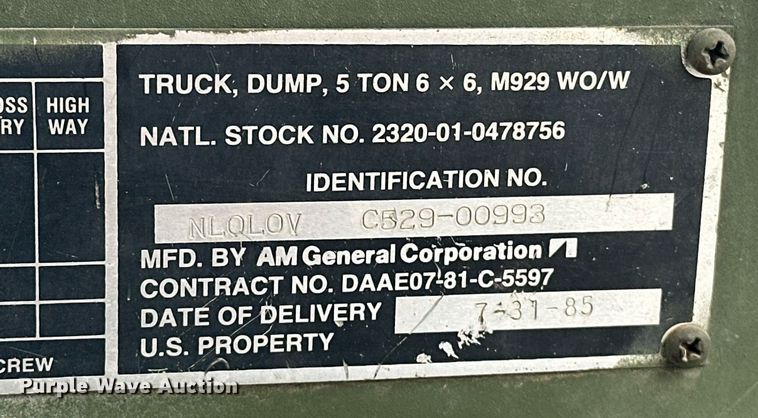 OSS HIGH
RY WAY
TRUCK, DUMP, 5 TON 6 × 6, M929 WO/W
NATL. STOCK NO. 2320-01-0478756
IDENTIFICATION NO.
NLQLOV C529-00993
MFD. BY AM General Corporation
CONTRACT NO. DAAE07-81-C-5597
DATE OF DELIVERY 7-31-85
U.S. PROPERTY
CREW
Purple Wave Auction